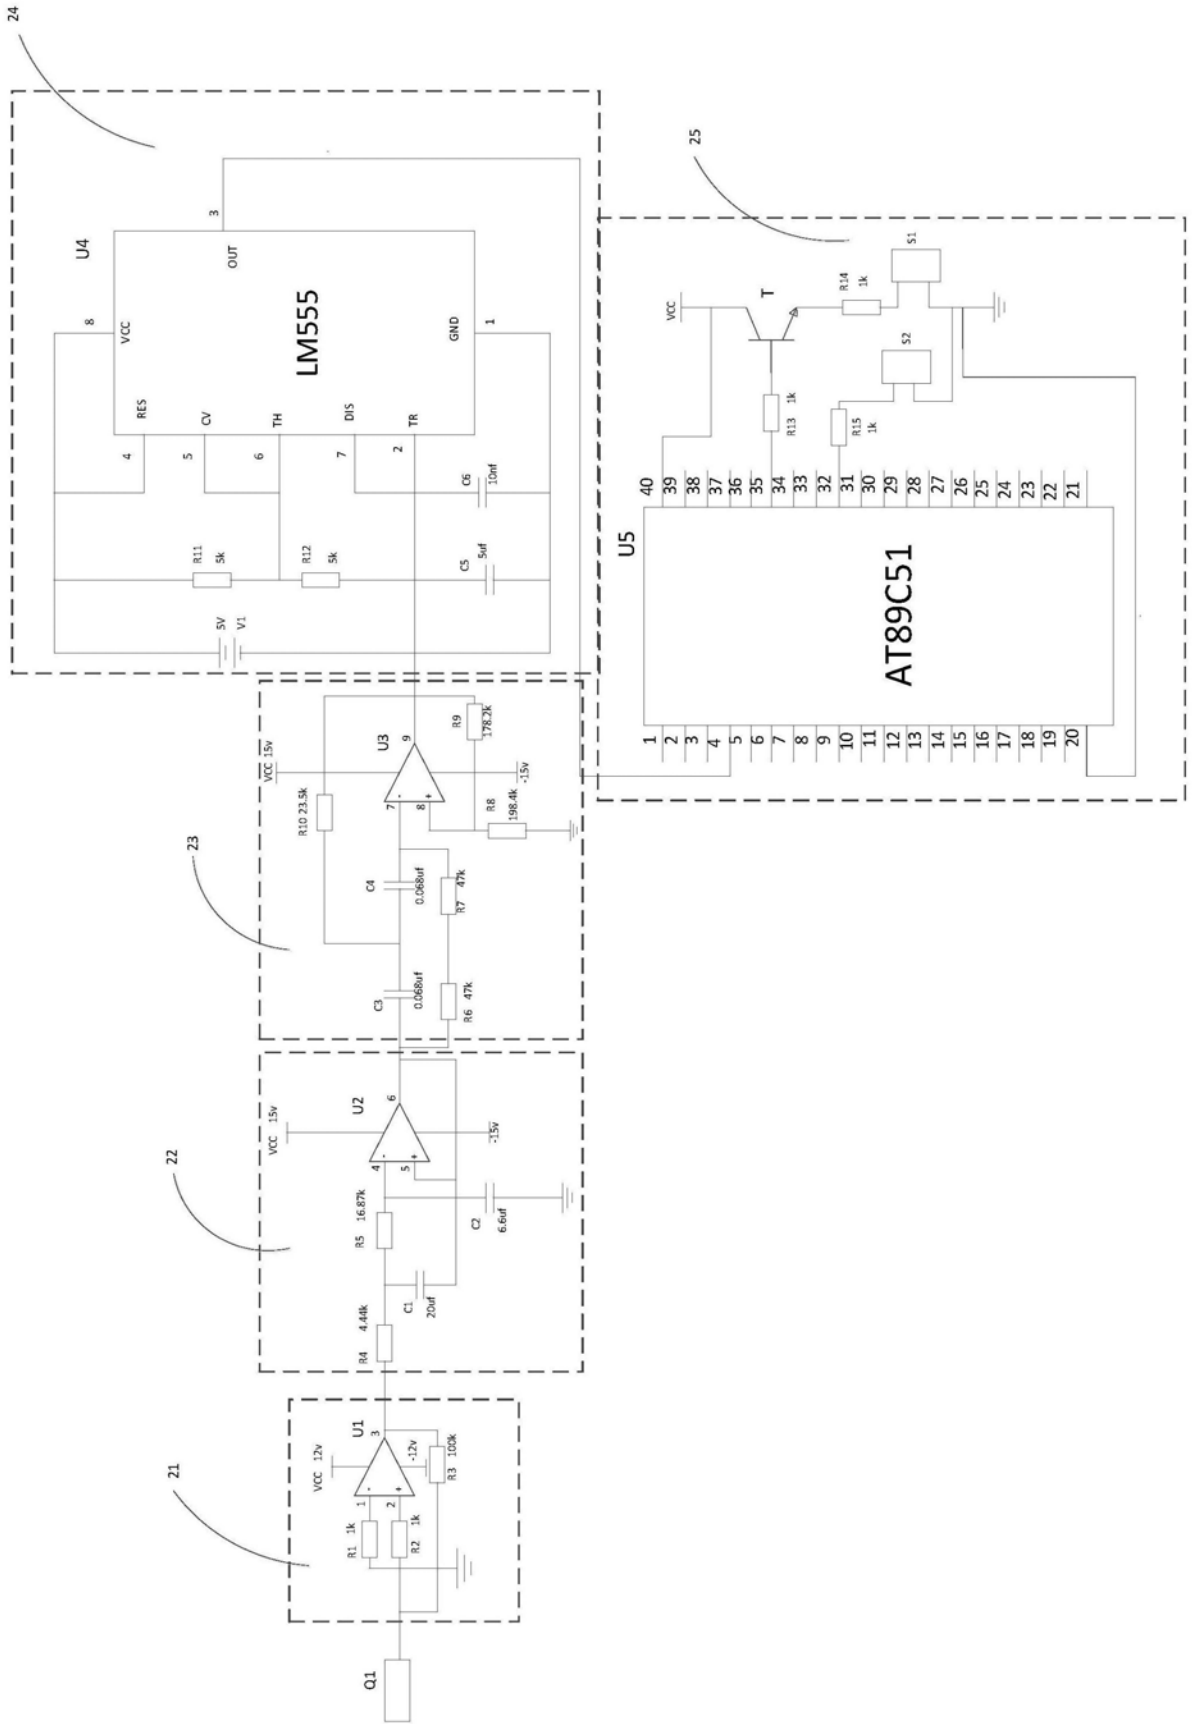 24
U4
LM555
8
VCC
RES
4
CV
5
TH
6
DIS
7
TR
2
OUT
3
GND
1
R11
5k
R12
5k
5V
V1
C5
5uf
C6
10nf
23
VCC 15v
U3
9
7
-
8
+
-15v
R10 23.5k
R9
178.2k
R8
198.4k
C4
0.068uf
R7
47k
C3
0.068uf
R6
47k
22
VCC
15v
U2
6
4
-
5
+
-15v
R5
16.87k
C2
6.6uf
C1
20uf
R4
4.44k
21
VCC 12v
U1
3
-12v
1
-
2
+
R3
100k
R1
1k
R2
1k
Q1
25
VCC
T
R14
1k
S1
S2
R13
1k
R15
1k
U5
AT89C51
40
39
38
37
36
35
34
33
32
31
30
29
28
27
26
25
24
23
22
21
1
2
3
4
5
6
7
8
9
10
11
12
13
14
15
16
17
18
19
20